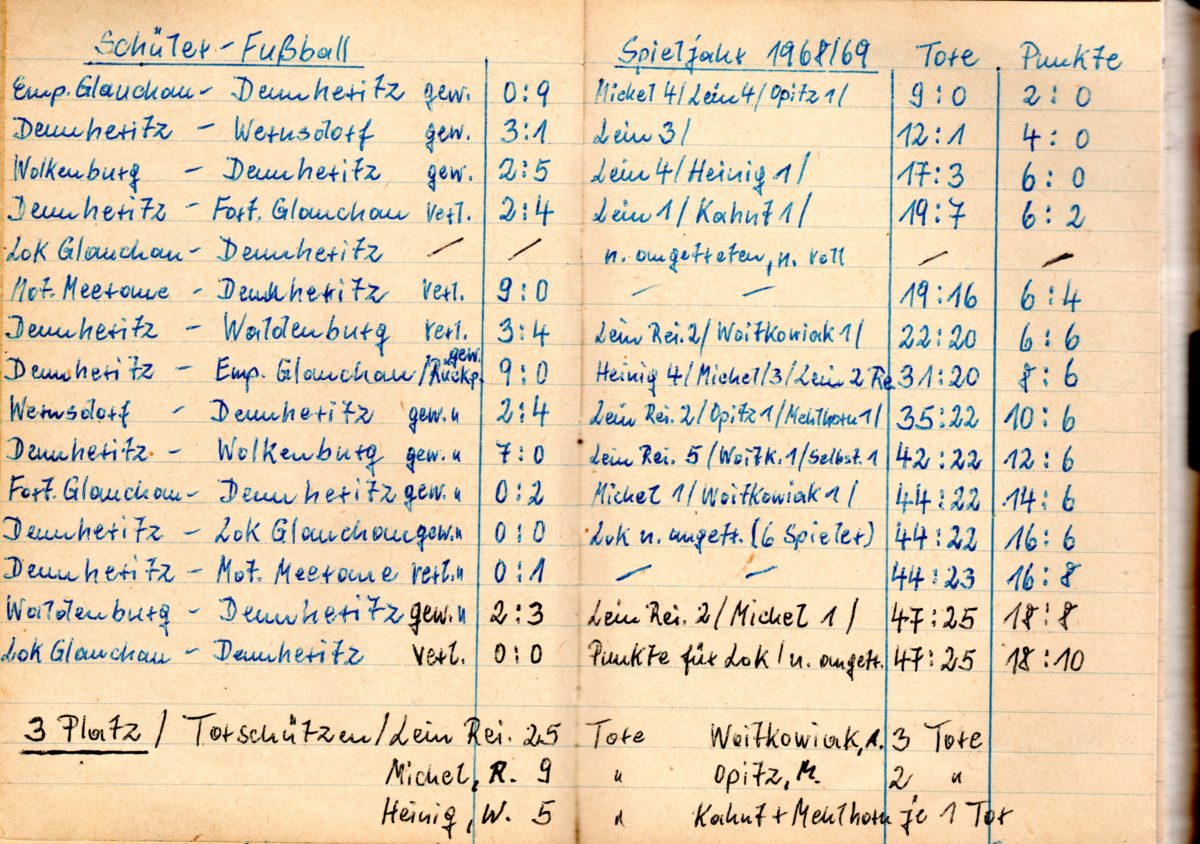 Schüler-Fußball Spieljahr 1968/69 Tore Punkte
Emp. Glauchau - Dennheritz gew. 0:9 Michel 4/Lein 4/Opitz 1/ 9:0 2:0
Dennheritz - Wernsdorf gew. 3:1 Lein 3/ 12:1 4:0
Wolkenburg - Dennheritz gew. 2:5 Lein 4/Heinig 1/ 17:3 6:0
Dennheritz - Fort. Glauchau verl. 2:4 Lein 1/Kahnt 1/ 19:7 6:2
Lok Glauchau - Dennheritz / / n. angetreten, n. voll / /
Mot. Meerane - Dennheritz verl. 9:0 — — 19:16 6:4
Dennheritz - Waldenburg verl. 3:4 Lein Rei. 2/Woitkowiak 1/ 22:20 6:6
Dennheritz - Emp. Glauchau /Rückp. gew. 9:0 Heinig 4/Michel/3/Lein 2 Re. 31:20 8:6
Wernsdorf - Dennheritz gew. " 2:4 Lein Rei. 2/Opitz 1/Mehlhorn 1/ 35:22 10:6
Dennheritz - Wolkenburg gew. " 7:0 Lein Rei. 5/Woitk. 1/Selbst. 1 42:22 12:6
Fort. Glauchau - Dennheritz gew. " 0:2 Michel 1/Woitkowiak 1/ 44:22 14:6
Dennheritz - Lok Glauchau gew. " 0:0 Lok n. angetr. (6 Spieler) 44:22 16:6
Dennheritz - Mot. Meerane verl. " 0:1 — — 44:23 16:8
Waldenburg - Dennheritz gew. " 2:3 Lein Rei. 2/Michel 1/ 47:25 18:8
Lok Glauchau - Dennheritz verl. 0:0 Punkte für Lok/n. angetr. 47:25 18:10
3 Platz / Torschützen/Lein Rei. 25 Tore Woitkowiak, R. 3 Tore
Michel, R. 9 " Opitz, M. 2 "
Heinig, W. 5 " Kahnt + Mehlhorn je 1 Tor